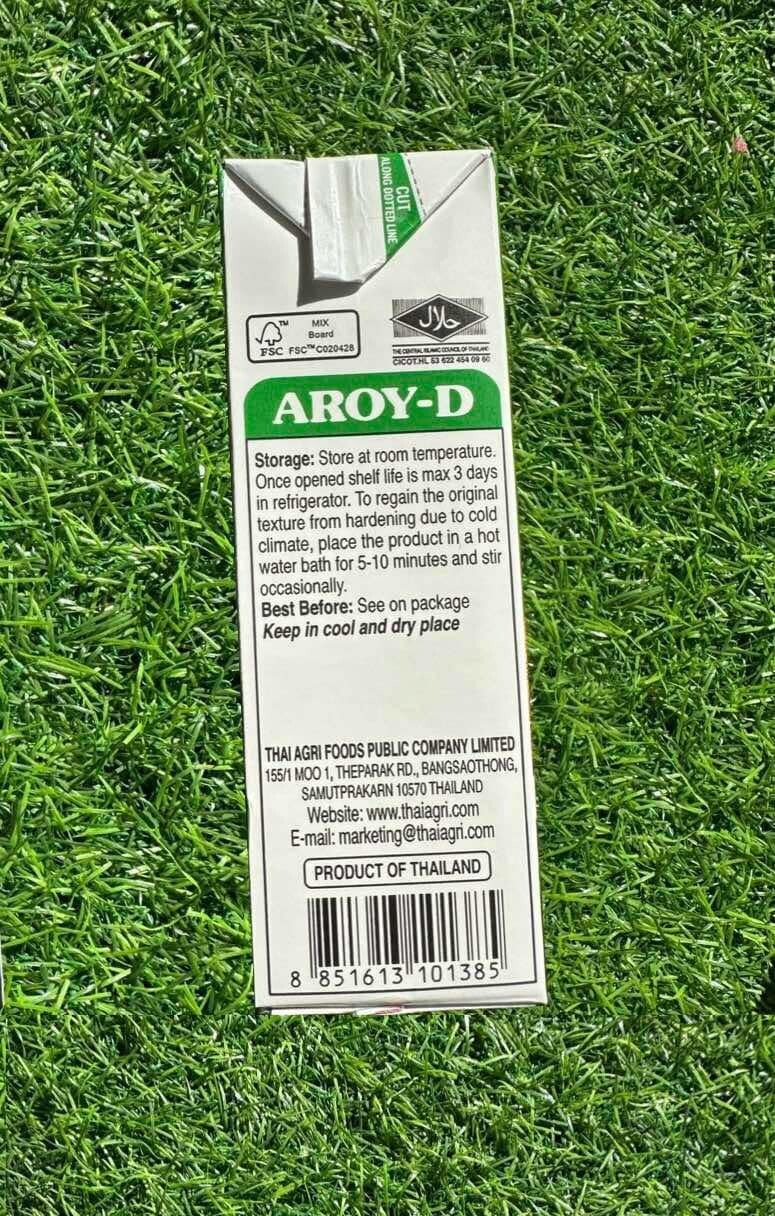 CUT
ALONG DOTTED LINE
TM
MIX
Board
FSC FSC™ C020428
حلال
THE CENTRAL ISLAMIC COUNCIL OF THAILAND
CICOT.HL 53 622 454 09 60
AROY-D
Storage: Store at room temperature.
Once opened shelf life is max 3 days
in refrigerator. To regain the original
texture from hardening due to cold
climate, place the product in a hot
water bath for 5-10 minutes and stir
occasionally.
Best Before: See on package
Keep in cool and dry place
THAI AGRI FOODS PUBLIC COMPANY LIMITED
155/1 MOO 1, THEPARAK RD., BANGSAOTHONG,
SAMUTPRAKARN 10570 THAILAND
Website: www.thaiagri.com
E-mail: marketing@thaiagri.com
PRODUCT OF THAILAND
8 851613 101385